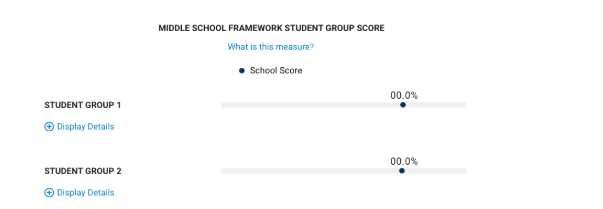 MIDDLE SCHOOL FRAMEWORK STUDENT GROUP SCORE
What is this measure?
School Score
00.0%
STUDENT GROUP 1
Display Details
00.0%
STUDENT GROUP 2
Display Details